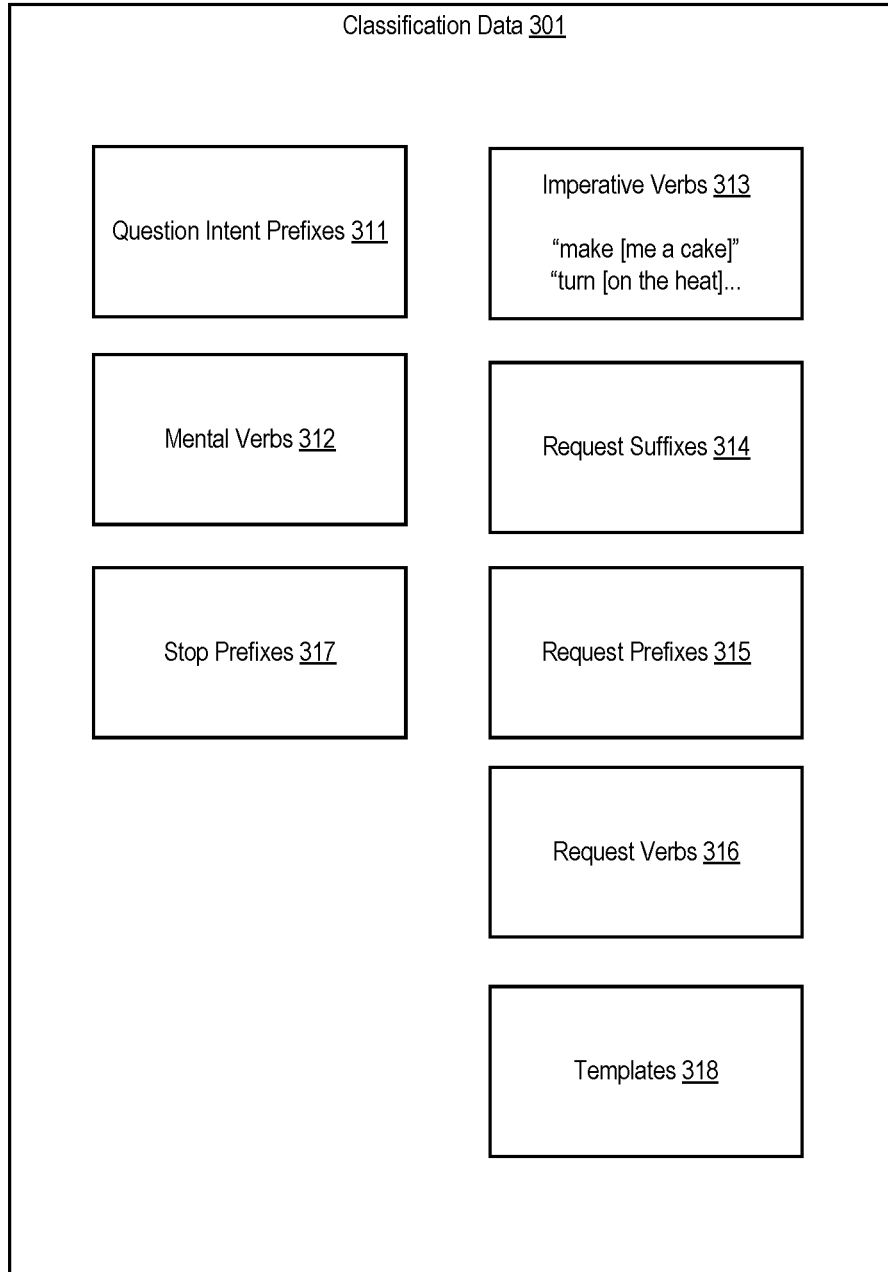 Classification Data 301
Question Intent Prefixes 311
Imperative Verbs 313
“make [me a cake]”
“turn [on the heat]...
Mental Verbs 312
Request Suffixes 314
Stop Prefixes 317
Request Prefixes 315
Request Verbs 316
Templates 318